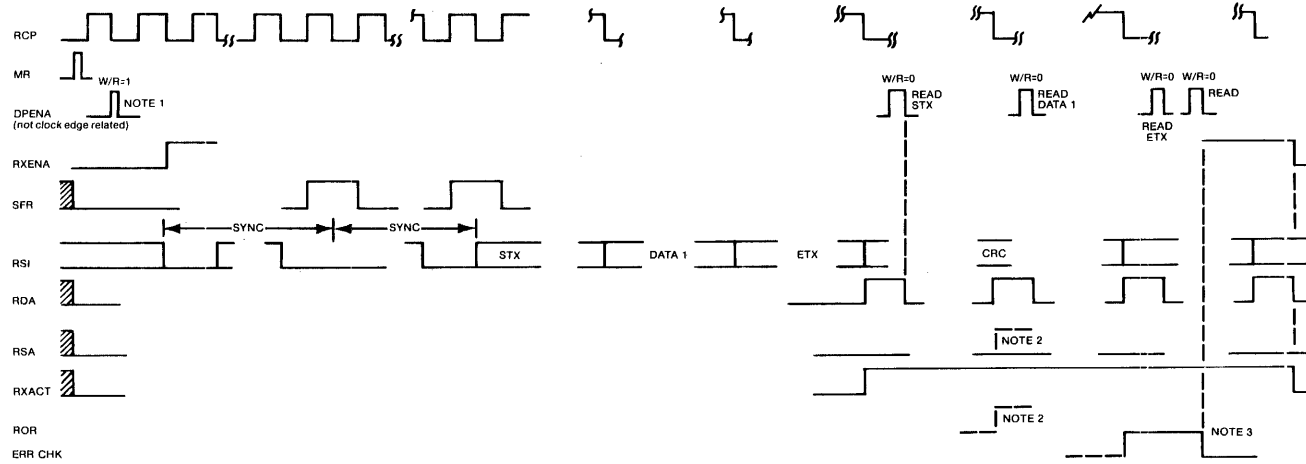 RCP
MR
W/R=1
NOTE 1
DPENA
(not clock edge related)
W/R=0
READ
STX
W/R=0
READ
DATA 1
W/R=0
READ
ETX
W/R=0
READ
RXENA
SFR
SYNC
SYNC
RSI
STX
DATA 1
ETX
CRC
RDA
RSA
NOTE 2
RXACT
ROR
NOTE 2
NOTE 3
ERR CHK